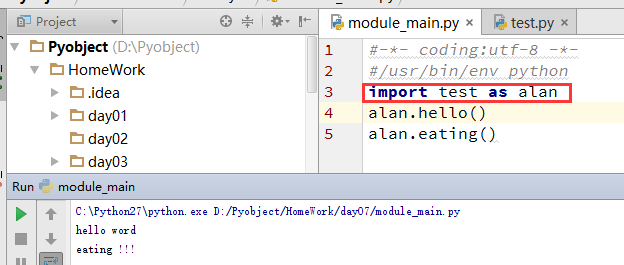 Pyobject (D:\Pyobject)
HomeWork
.idea
day01
day02
day03
module_main.py
test.py
1 #-*- coding:utf-8 -*-
2 #/usr/bin/env python
3 import test as alan
4 alan.hello()
5 alan.eating()
Run module_main
C:\Python27\python.exe D:/Pyobject/HomeWork/day07/module_main.py
hello word
eating !!!